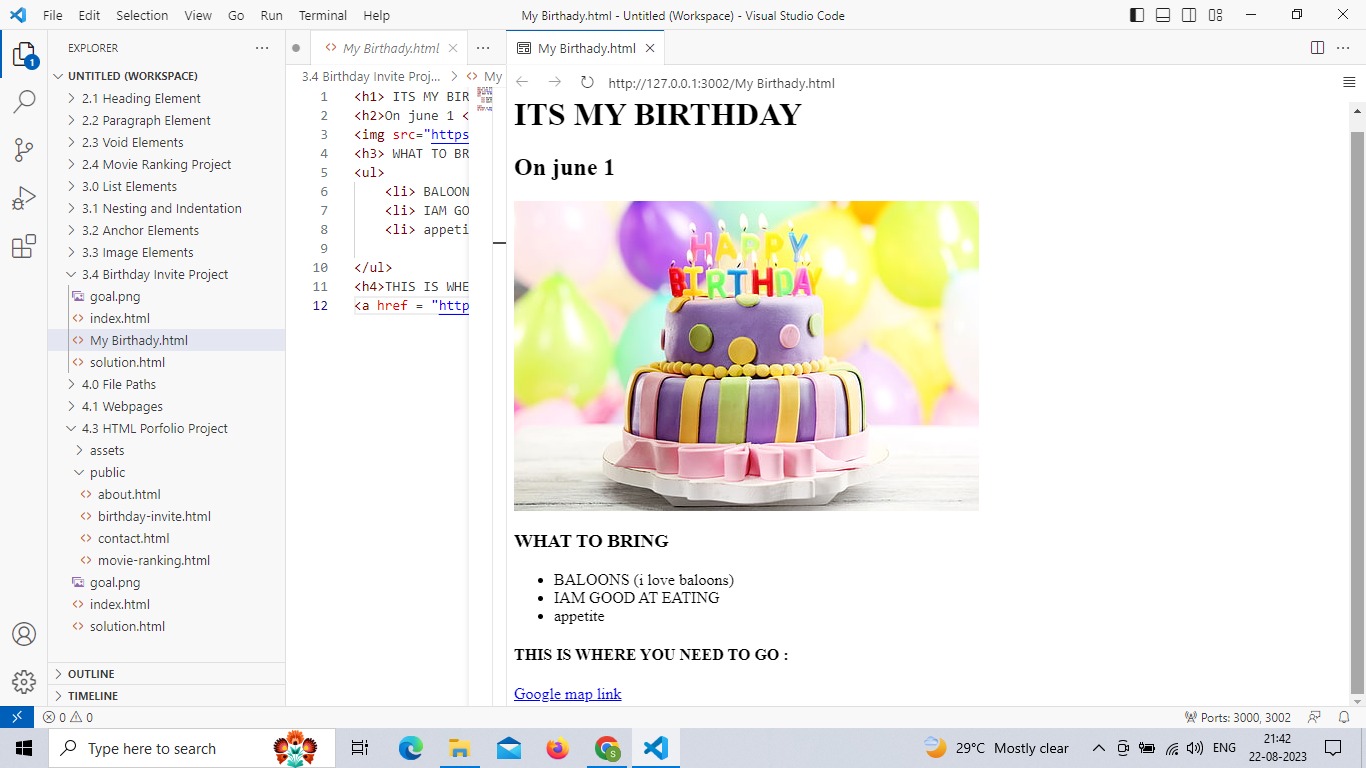 File Edit Selection View Go Run Terminal Help My Birthady.html - Untitled (Workspace) - Visual Studio Code
EXPLORER
1
UNTITLED (WORKSPACE)
2.1 Heading Element
2.2 Paragraph Element
2.3 Void Elements
2.4 Movie Ranking Project
3.0 List Elements
3.1 Nesting and Indentation
3.2 Anchor Elements
3.3 Image Elements
3.4 Birthday Invite Project
goal.png
index.html
My Birthady.html
solution.html
4.0 File Paths
4.1 Webpages
4.3 HTML Porfolio Project
assets
public
about.html
birthday-invite.html
contact.html
movie-ranking.html
goal.png
index.html
solution.html
OUTLINE
TIMELINE
My Birthady.html
3.4 Birthday Invite Proj... > My
1 <h1> ITS MY BIR
2 <h2>On june 1 <
3 <img src="https
4 <h3> WHAT TO BR
5 <ul>
6 <li> BALOON
7 <li> IAM GO
8 <li> appeti
9
10 </ul>
11 <h4>THIS IS WHE
12 <a href = "http
My Birthady.html
http://127.0.0.1:3002/My Birthady.html
ITS MY BIRTHDAY
On june 1
HAPPY
BIRTHDAY
WHAT TO BRING
• BALOONS (i love baloons)
• IAM GOOD AT EATING
• appetite
THIS IS WHERE YOU NEED TO GO :
Google map link
0 0 Ports: 3000, 3002
Type here to search S 29°C Mostly clear ENG 21:42
22-08-2023